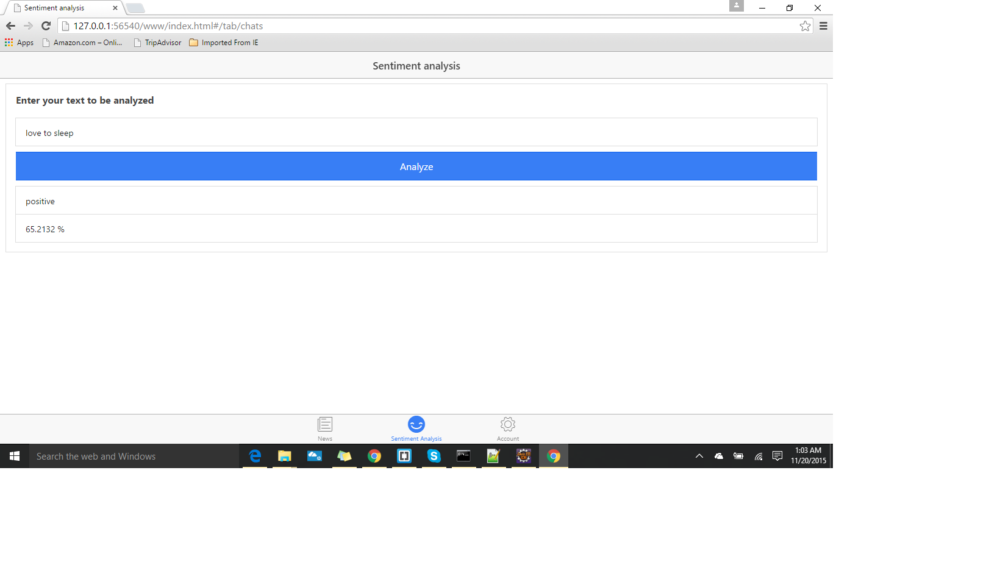 Sentiment analysis
127.0.0.1:56540/www/index.html#/tab/chats
Apps Amazon.com – Onli... TripAdvisor Imported From IE
Sentiment analysis
Enter your text to be analyzed
love to sleep
Analyze
positive
65.2132 %
News Sentiment Analysis Account
Search the web and Windows
1:03 AM
11/20/2015